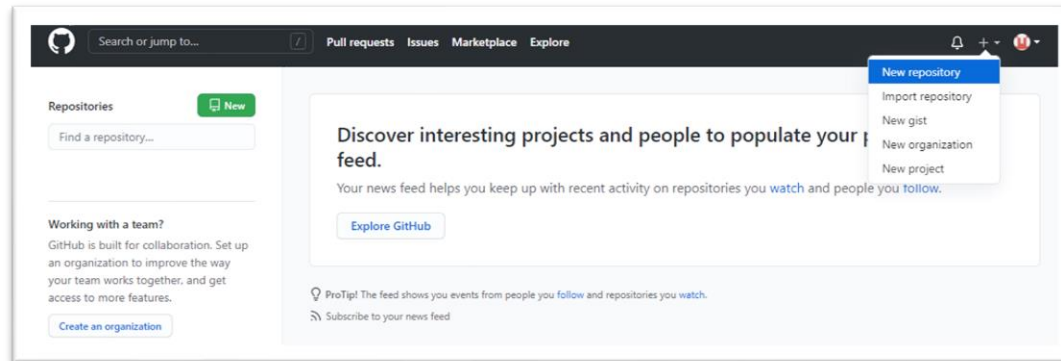 Search or jump to...
/
Pull requests Issues Marketplace Explore
New repository
Import repository
New gist
New organization
New project
Repositories
New
Find a repository...
Working with a team?
GitHub is built for collaboration. Set up
an organization to improve the way
your team works together, and get
access to more features.
Create an organization
Discover interesting projects and people to populate your
feed.
Your news feed helps you keep up with recent activity on repositories you watch and people you follow.
Explore GitHub
ProTip! The feed shows you events from people you follow and repositories you watch.
Subscribe to your news feed